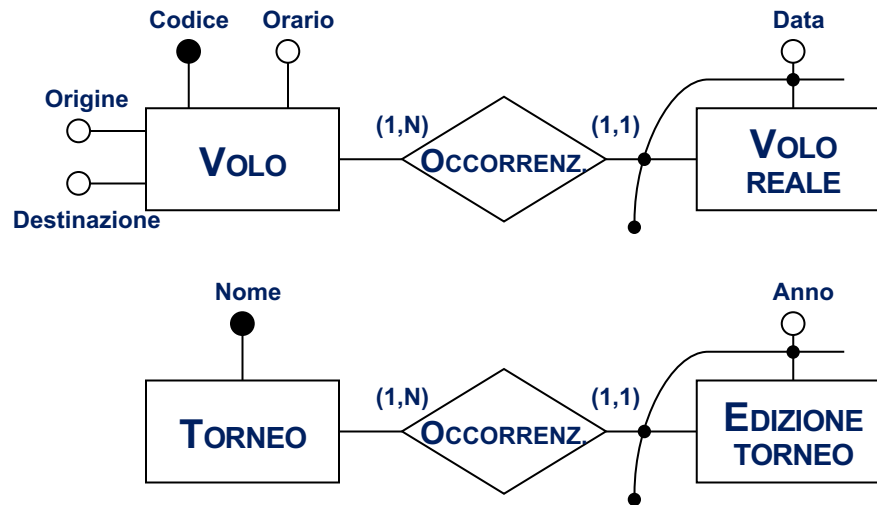 Codice Orario Data
Origine
(1,N) (1,1)
VOLO OCCORRENZ. VOLO
REALE
Destinazione
Nome Anno
(1,N) (1,1)
TORNEO OCCORRENZ. EDIZIONE
TORNEO